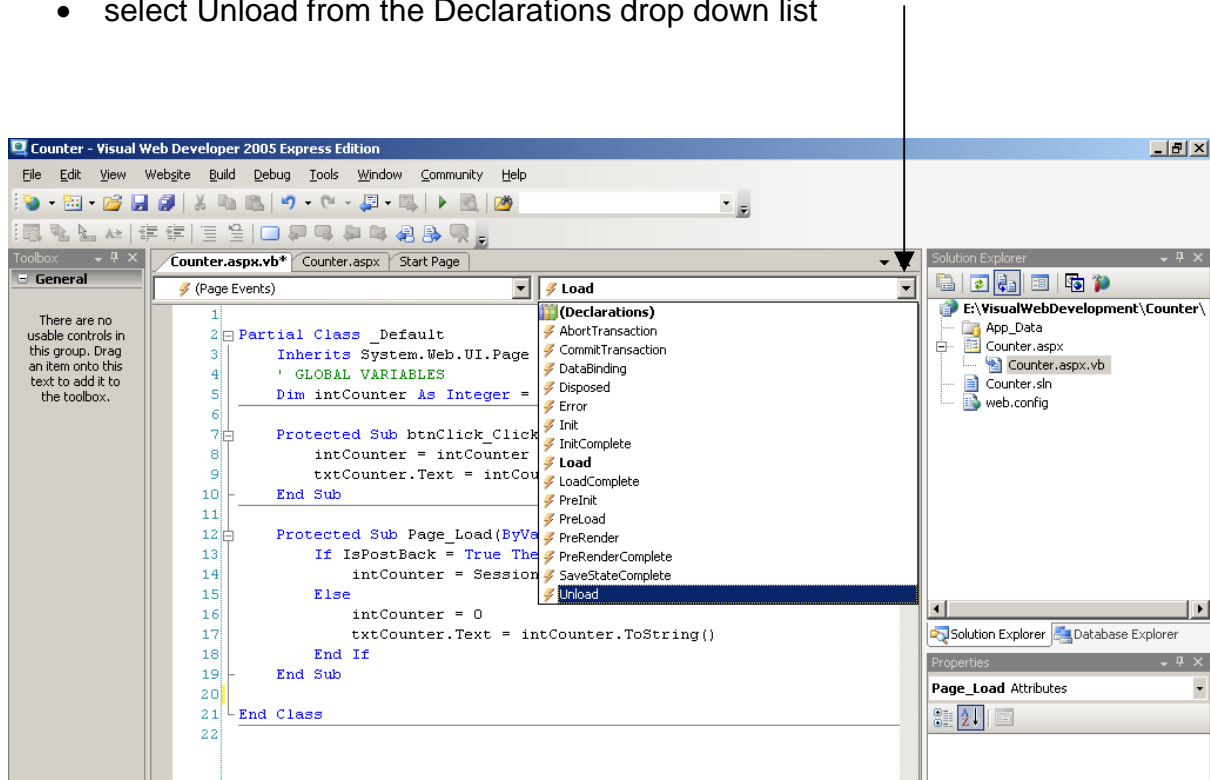 • select Unload from the Declarations drop down list
Counter - Visual Web Developer 2005 Express Edition
File Edit View Website Build Debug Tools Window Community Help
Toolbox
Counter.aspx.vb* Counter.aspx Start Page
Solution Explorer
General
(Page Events)
Load
There are no
usable controls in
this group. Drag
an item onto this
text to add it to
the toolbox.
1
2 Partial Class _Default
3 Inherits System.Web.UI.Page
4 ' GLOBAL VARIABLES
5 Dim intCounter As Integer =
6
7 Protected Sub btnClick_Click
8 intCounter = intCounter
9 txtCounter.Text = intCou
10 End Sub
11
12 Protected Sub Page_Load(ByVa
13 If IsPostBack = True The
14 intCounter = Session
15 Else
16 intCounter = 0
17 txtCounter.Text = intCounter.ToString()
18 End If
19 End Sub
20
21 End Class
22
(Declarations)
AbortTransaction
CommitTransaction
DataBinding
Disposed
Error
Init
InitComplete
Load
LoadComplete
PreInit
PreLoad
PreRender
PreRenderComplete
SaveStateComplete
Unload
E:\VisualWebDevelopment\Counter\
App_Data
Counter.aspx
Counter.aspx.vb
Counter.sln
web.config
Solution Explorer Database Explorer
Properties
Page_Load Attributes